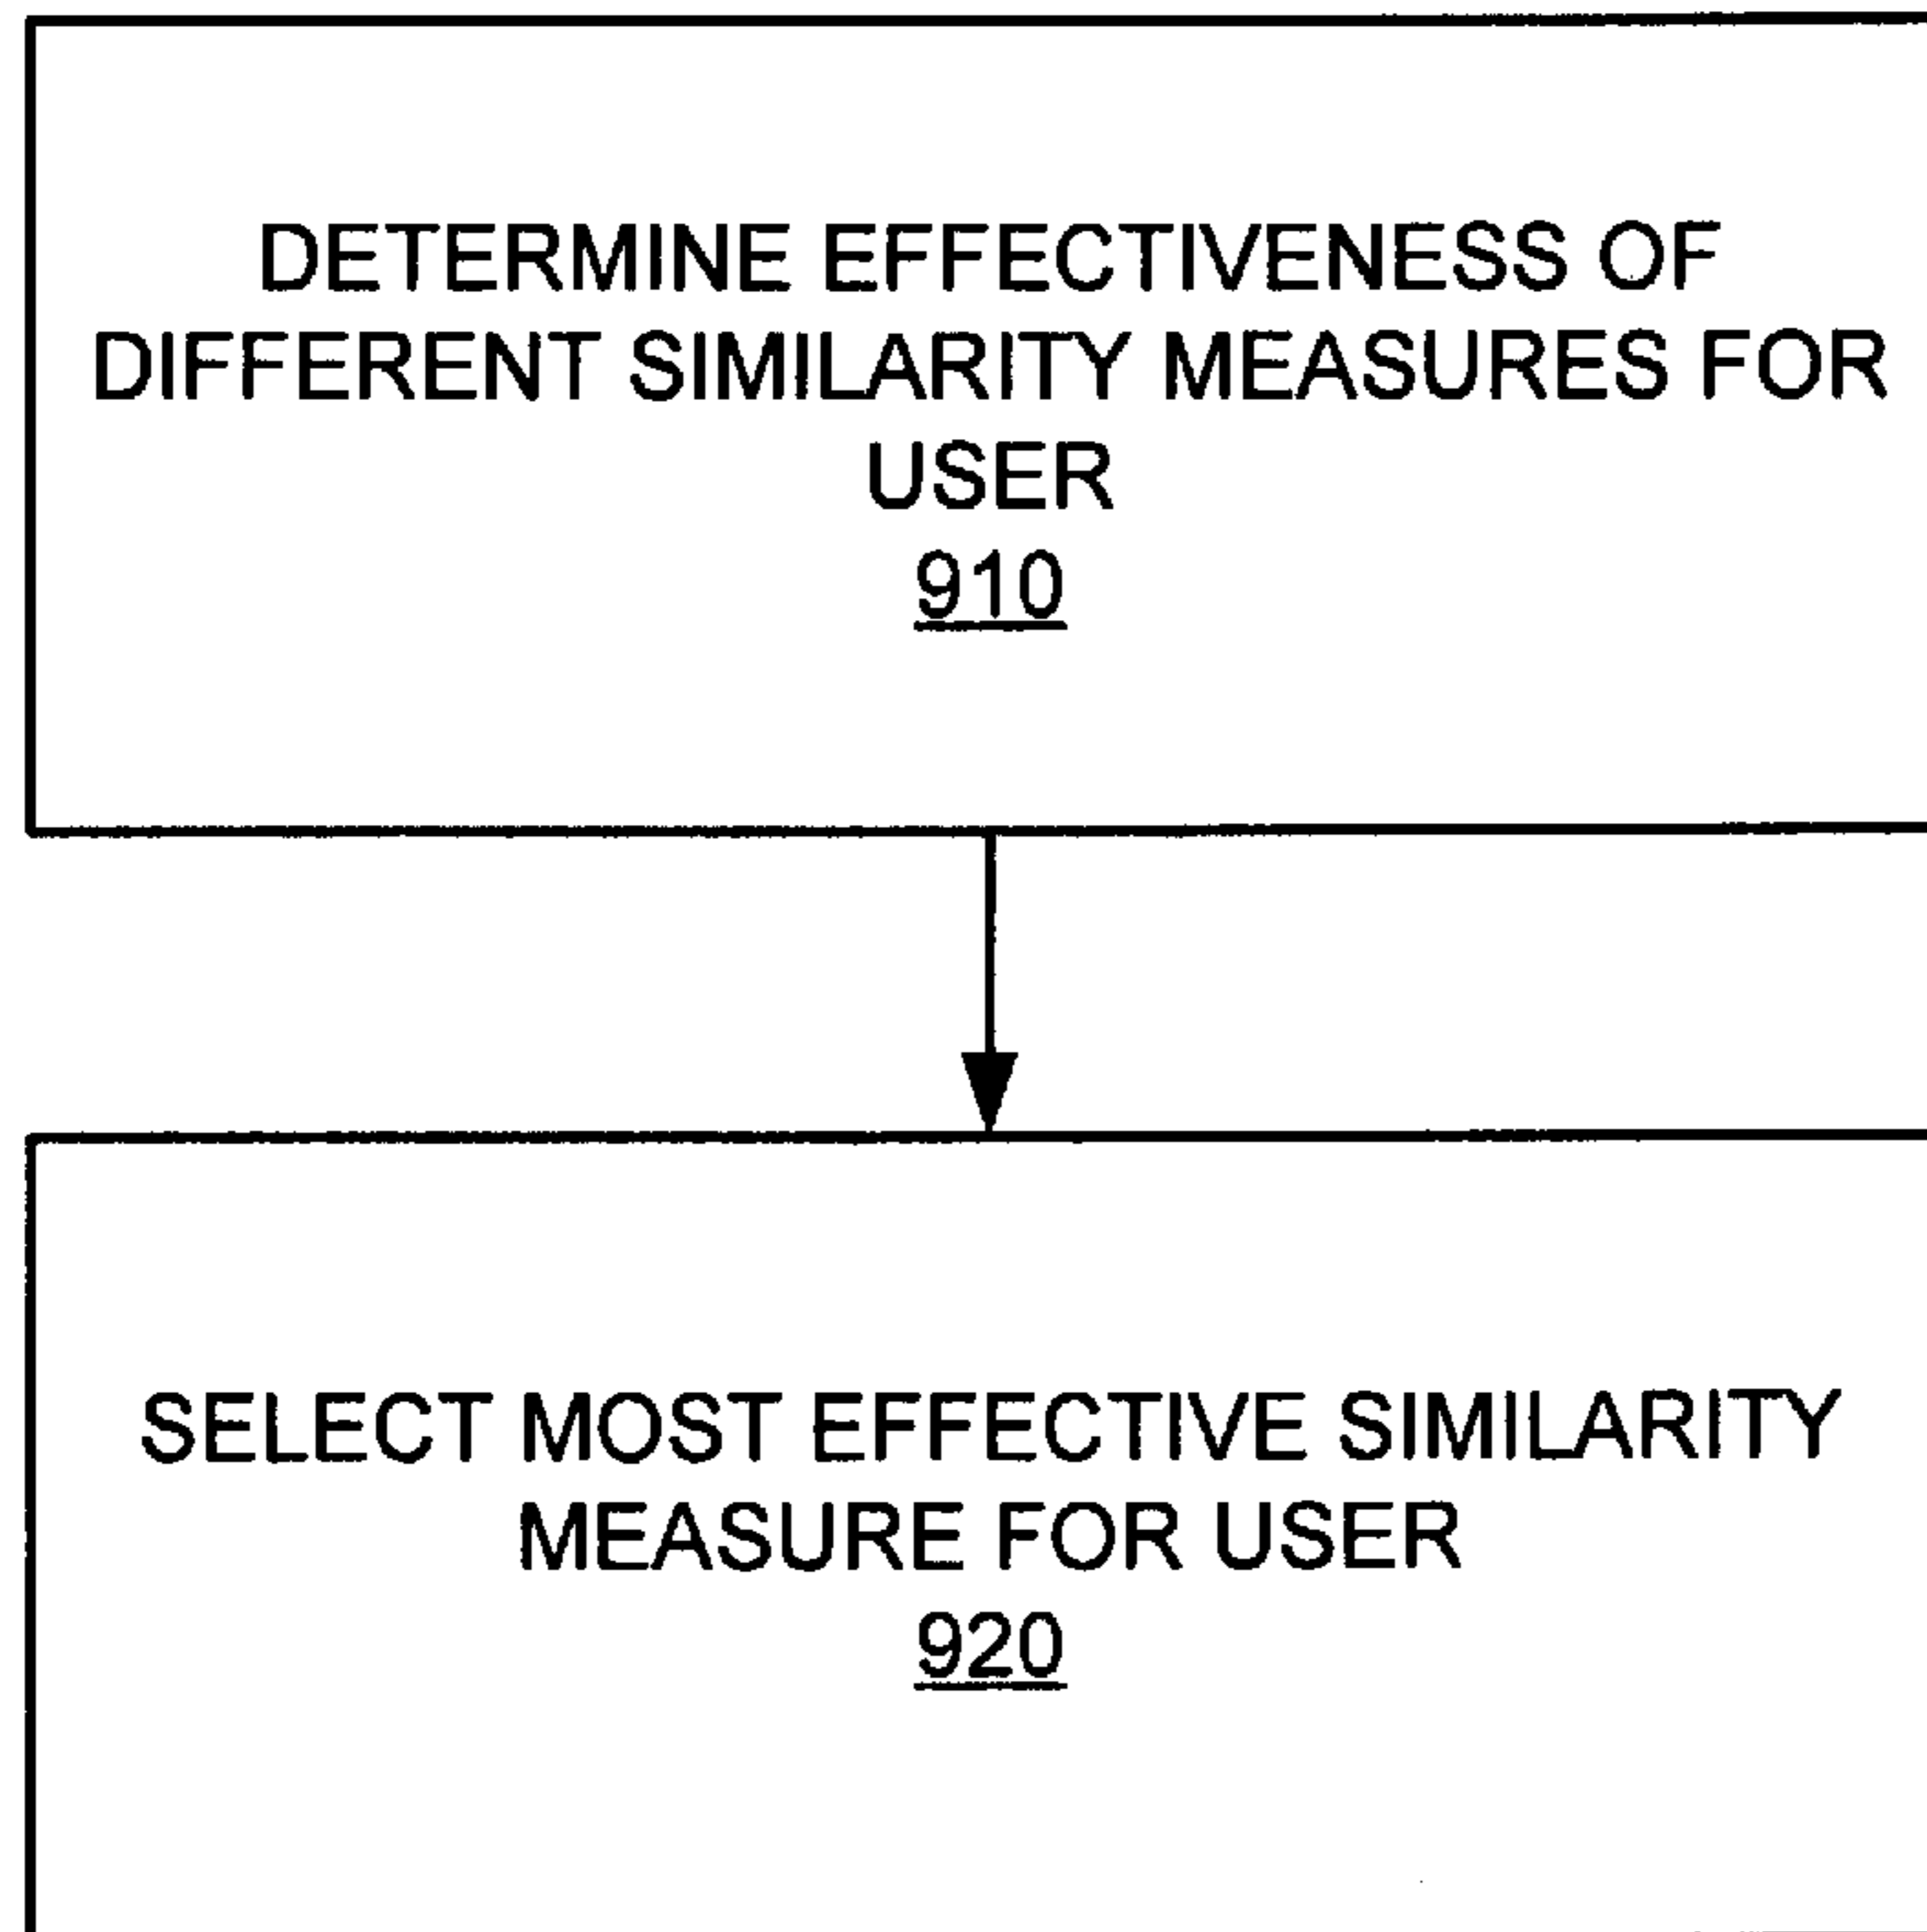 DETERMINE EFFECTIVENESS OF
DIFFERENT SIMILARITY MEASURES FOR
USER
910
SELECT MOST EFFECTIVE SIMILARITY
MEASURE FOR USER
920